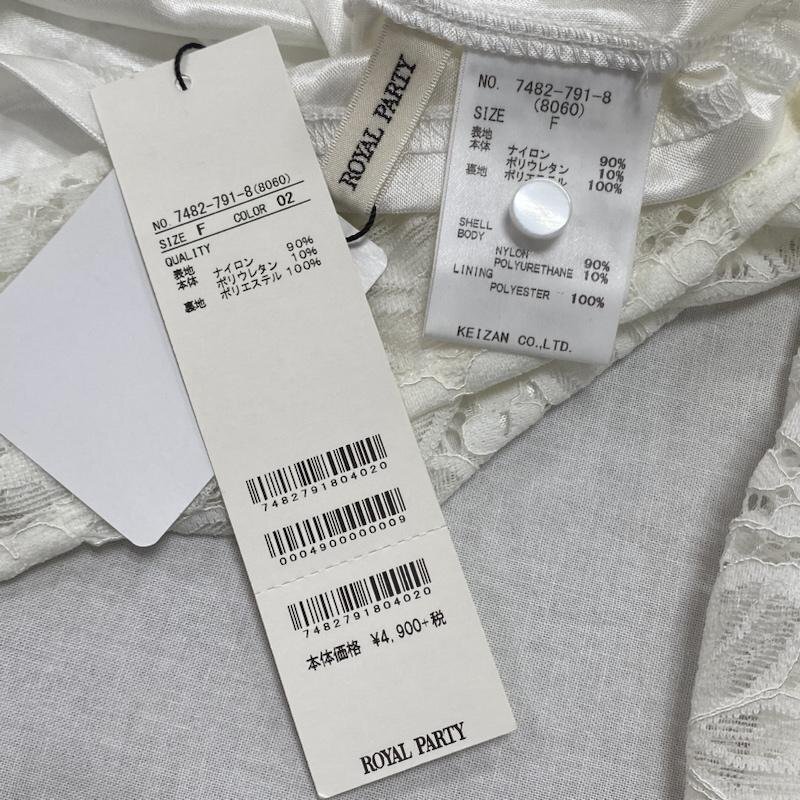 NO. 7482-791-8(8060)
SIZE F COLOR 02
QUALITY
表地
本体 ナイロン 90%
ポリウレタン 10%
裏地 ポリエステル 100%
7482791804020
0004900000009
7482791804020
本体価格 ¥4,900+税
ROYAL PARTY
ROYAL PARTY
NO. 7482-791-8
(8060)
SIZE F
表地
本体 ナイロン 90%
ポリウレタン 10%
裏地 100%
SHELL
BODY
NYLON 90%
POLYURETHANE 10%
LINING
POLYESTER 100%
KEIZAN CO.,LTD.